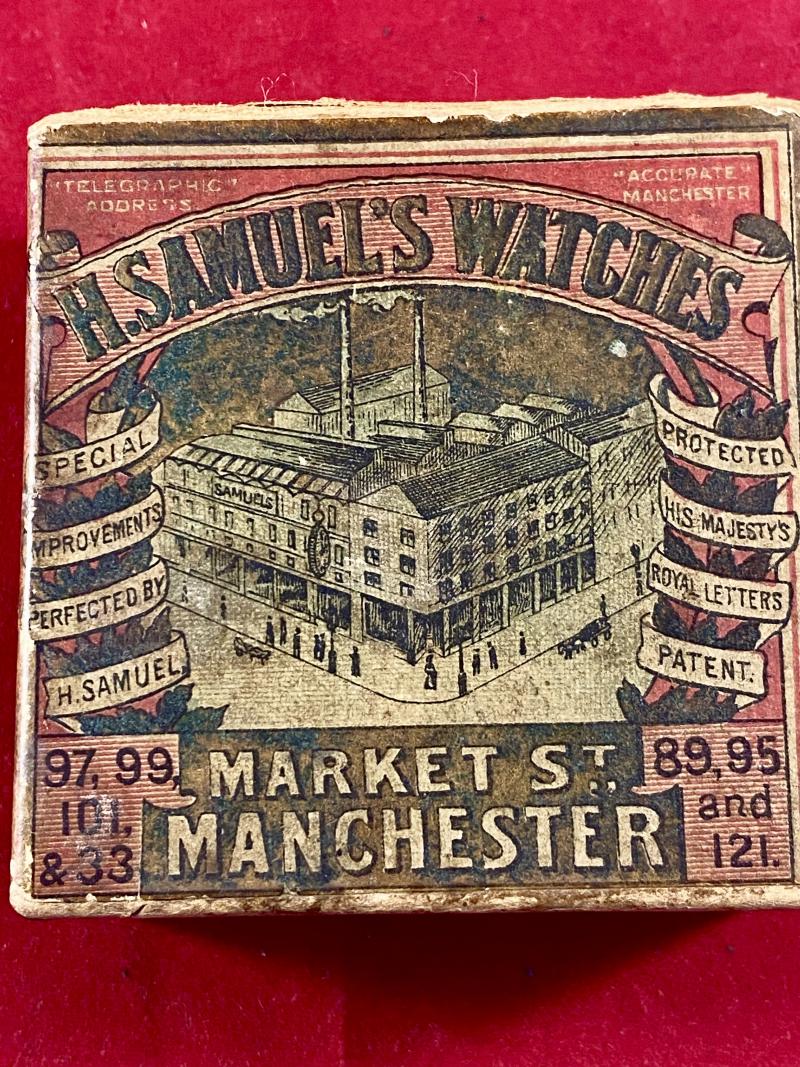 "TELEGRAPHIC"
ADDRESS.
"ACCURATE"
MANCHESTER
H. SAMUEL'S WATCHES
SAMUELS
SPECIAL
IMPROVEMENTS
PERFECTED BY
H. SAMUEL
PROTECTED
HIS MAJESTY'S
ROYAL LETTERS
PATENT.
97, 99,
101,
& 33
MARKET ST.
MANCHESTER
89,95
and
121.